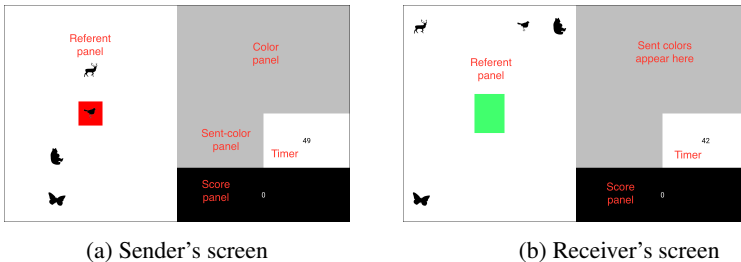 Referent
panel
Color
panel
Sent-color
panel
49
Timer
Score
panel
0
(a) Sender's screen
Referent
panel
Sent colors
appear here
42
Timer
Score
panel
0
(b) Receiver's screen